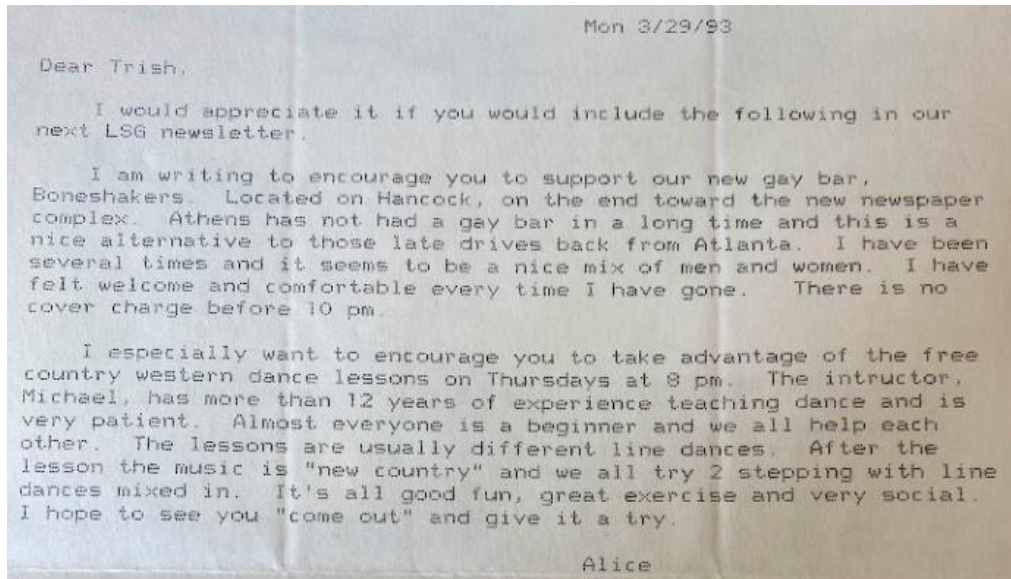 Mon 3/29/93
Dear Trish,
I would appreciate it if you would include the following in our
next LSG newsletter.
I am writing to encourage you to support our new gay bar,
Boneshakers. Located on Hancock, on the end toward the new newspaper
complex. Athens has not had a gay bar in a long time and this is a
nice alternative to those late drives back from Atlanta. I have been
several times and it seems to be a nice mix of men and women. I have
felt welcome and comfortable every time I have gone. There is no
cover charge before 10 pm.
I especially want to encourage you to take advantage of the free
country western dance lessons on Thursdays at 8 pm. The intructor,
Michael, has more than 12 years of experience teaching dance and is
very patient. Almost everyone is a beginner and we all help each
other. The lessons are usually different line dances. After the
lesson the music is "new country" and we all try 2 stepping with line
dances mixed in. It's all good fun, great exercise and very social.
I hope to see you "come out" and give it a try.
Alice